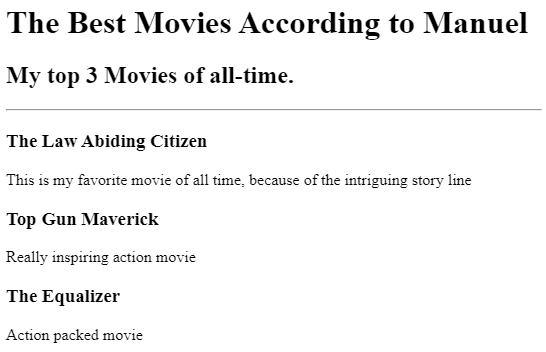 The Best Movies According to Manuel
My top 3 Movies of all-time.
The Law Abiding Citizen
This is my favorite movie of all time, because of the intriguing story line
Top Gun Maverick
Really inspiring action movie
The Equalizer
Action packed movie